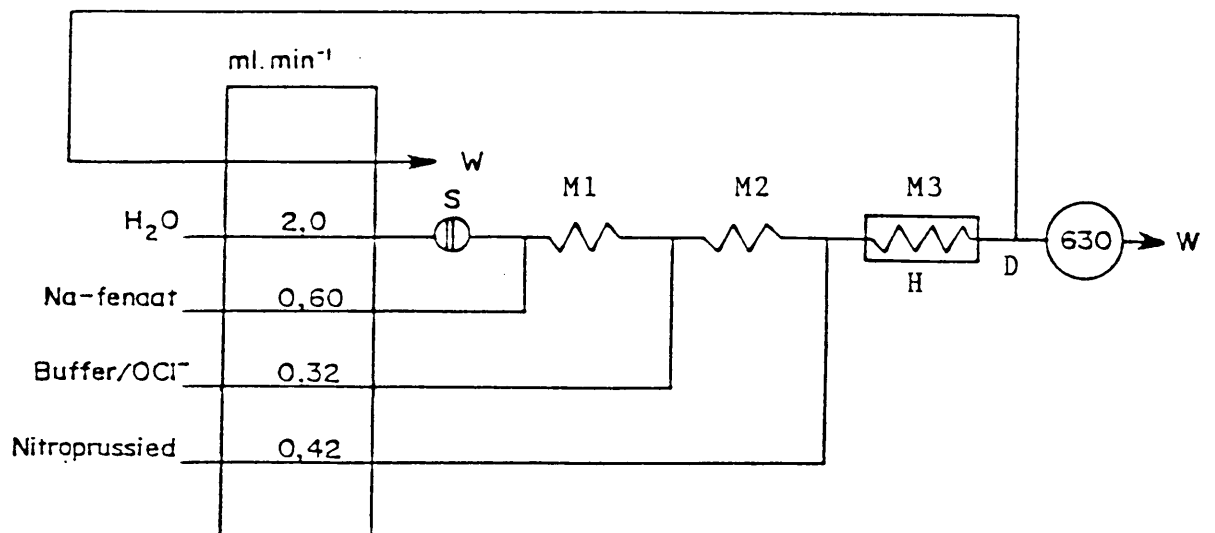 ml. min⁻¹
W
S
M1
M2
M3
H₂O
2,0
630
W
H
D
Na-fenaat
0,60
Buffer/OCl⁻
0.32
Nitroprussied
0,42